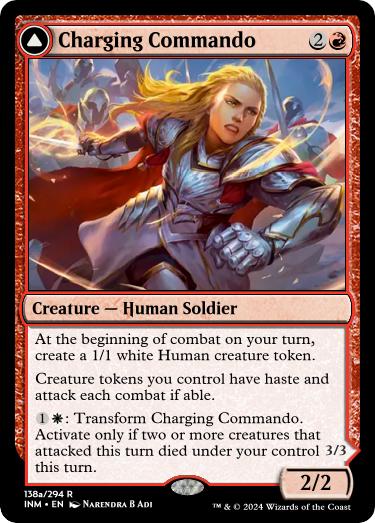 Charging Commando 2
Creature — Human Soldier
At the beginning of combat on your turn,
create a 1/1 white Human creature token.
Creature tokens you control have haste and
attack each combat if able.
1 : Transform Charging Commando.
Activate only if two or more creatures that
attacked this turn died under your control 3/3
this turn.
2/2
138a/294 R
INM • EN Narendra B Adi ™ & © 2024 Wizards of the Coast